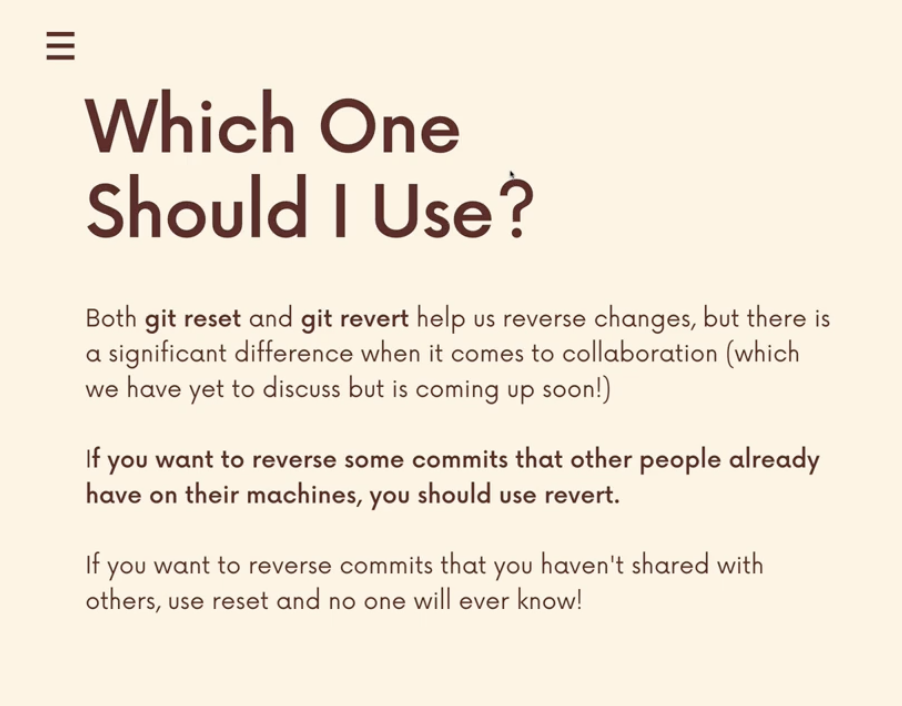 Which One
Should I Use?
Both git reset and git revert help us reverse changes, but there is
a significant difference when it comes to collaboration (which
we have yet to discuss but is coming up soon!)
If you want to reverse some commits that other people already
have on their machines, you should use revert.
If you want to reverse commits that you haven't shared with
others, use reset and no one will ever know!